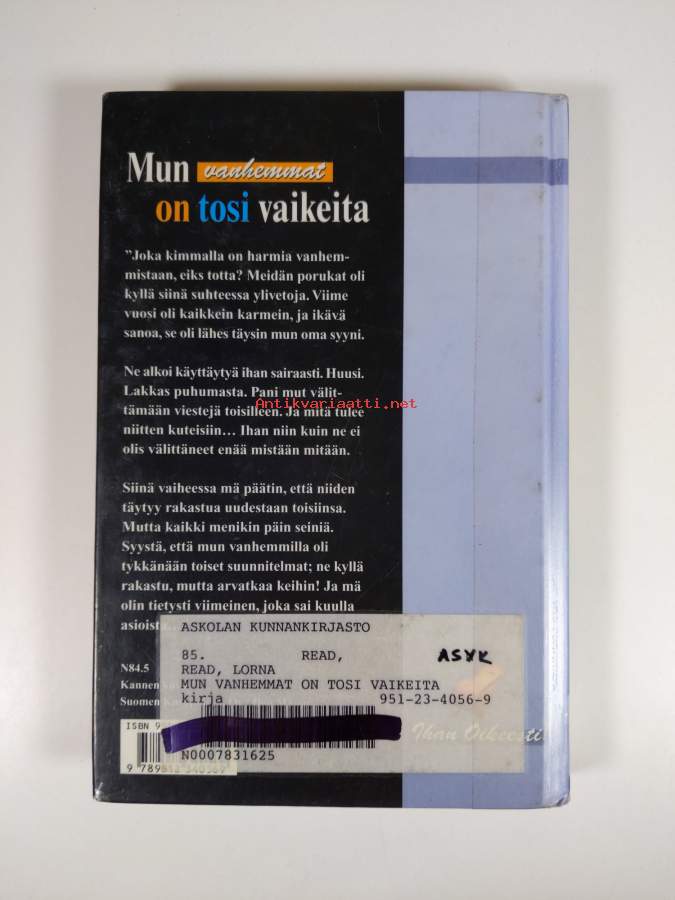 Mun vanhemmat
on tosi vaikeita
”Joka kimmalla on harmia vanhem-
mistaan, eiks totta? Meidän porukat oli
kyllä siinä suhteessa ylivetoja. Viime
vuosi oli kaikkein karmein, ja ikävä
sanoa, se oli lähes täysin mun oma syyni.
Ne alkoi käyttäytyä ihan sairaasti. Huusi.
Lakkas puhumasta. Pani mut välit-
tämään viestejä toisilleen. Ja mitä tulee
niitten kuteisiin… Ihan niin kuin ne ei
olis välittäneet enää mistään mitään.
Antikvariaatti.net
Siinä vaiheessa mä päätin, että niiden
täytyy rakastua uudestaan toisiinsa.
Mutta kaikki menikin päin seiniä.
Syystä, että mun vanhemmilla oli
tykkänään toiset suunnitelmat; ne kyllä
rakastu, mutta arvatkaa keihin! Ja mä
olin tietysti viimeinen, joka sai kuulla
asioista
ASKOLAN KUNNANKIRJASTO
85. READ, ASYK
READ, LORNA
MUN VANHEMMAT ON TOSI VAIKEITA
kirja 951-23-4056-9
N84.5
Kannen
Suomen
ISBN 9
Ihan Oikeesti
N0007831625